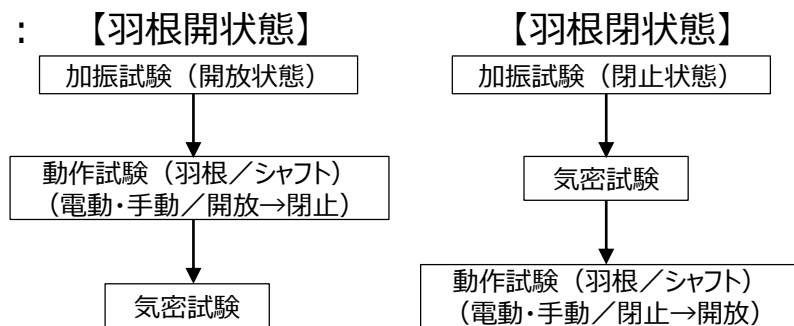 : 【羽根開状態】
加振試験（開放状態）
動作試験（羽根／シャフト）
（電動・手動／開放→閉止）
気密試験
【羽根閉状態】
加振試験（閉止状態）
気密試験
動作試験（羽根／シャフト）
（電動・手動／閉止→開放）